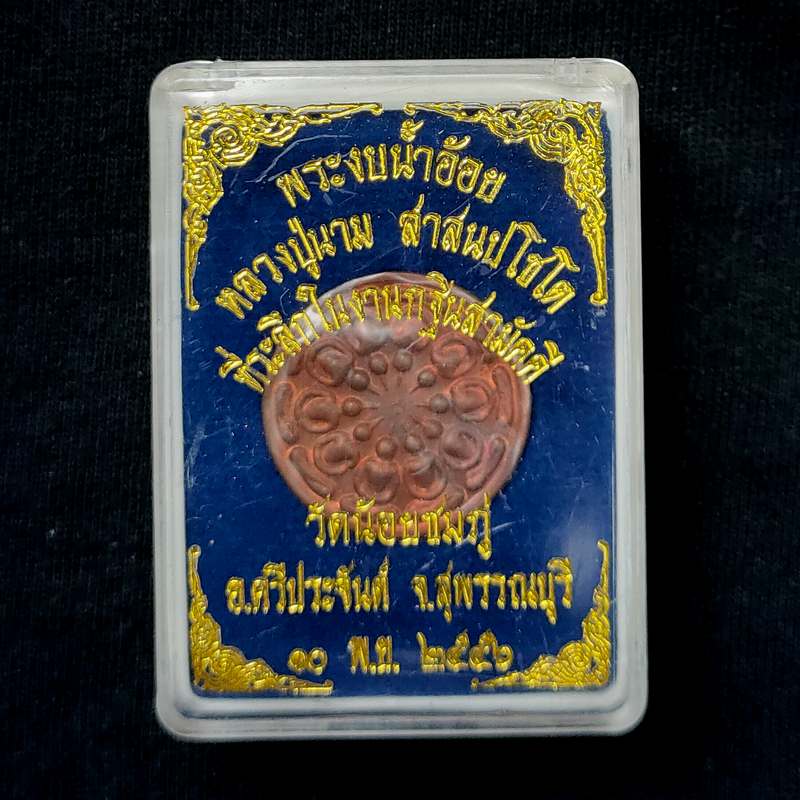 พระงบน้ำอ้อย
หลวงปู่นาม สาสนปโชโต
ที่ระลึกในงานกฐินสามัคคี
วัดน้อยชมภู่
อ.ศรีประจันต์ จ.สุพรรณบุรี
๑๐ พ.ย. ๒๕๔๖